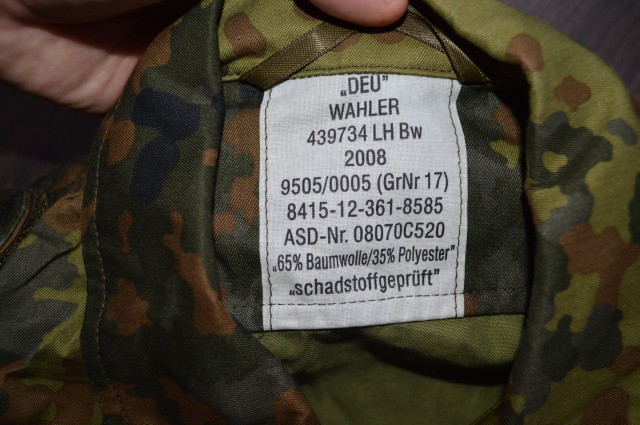 „DEU"
WAHLER
439734 LH Bw
2008
9505/0005 (GrNr 17)
8415-12-361-8585
ASD-Nr. 08070C520
„65% Baumwolle/35% Polyester"
„schadstoffgeprüft"